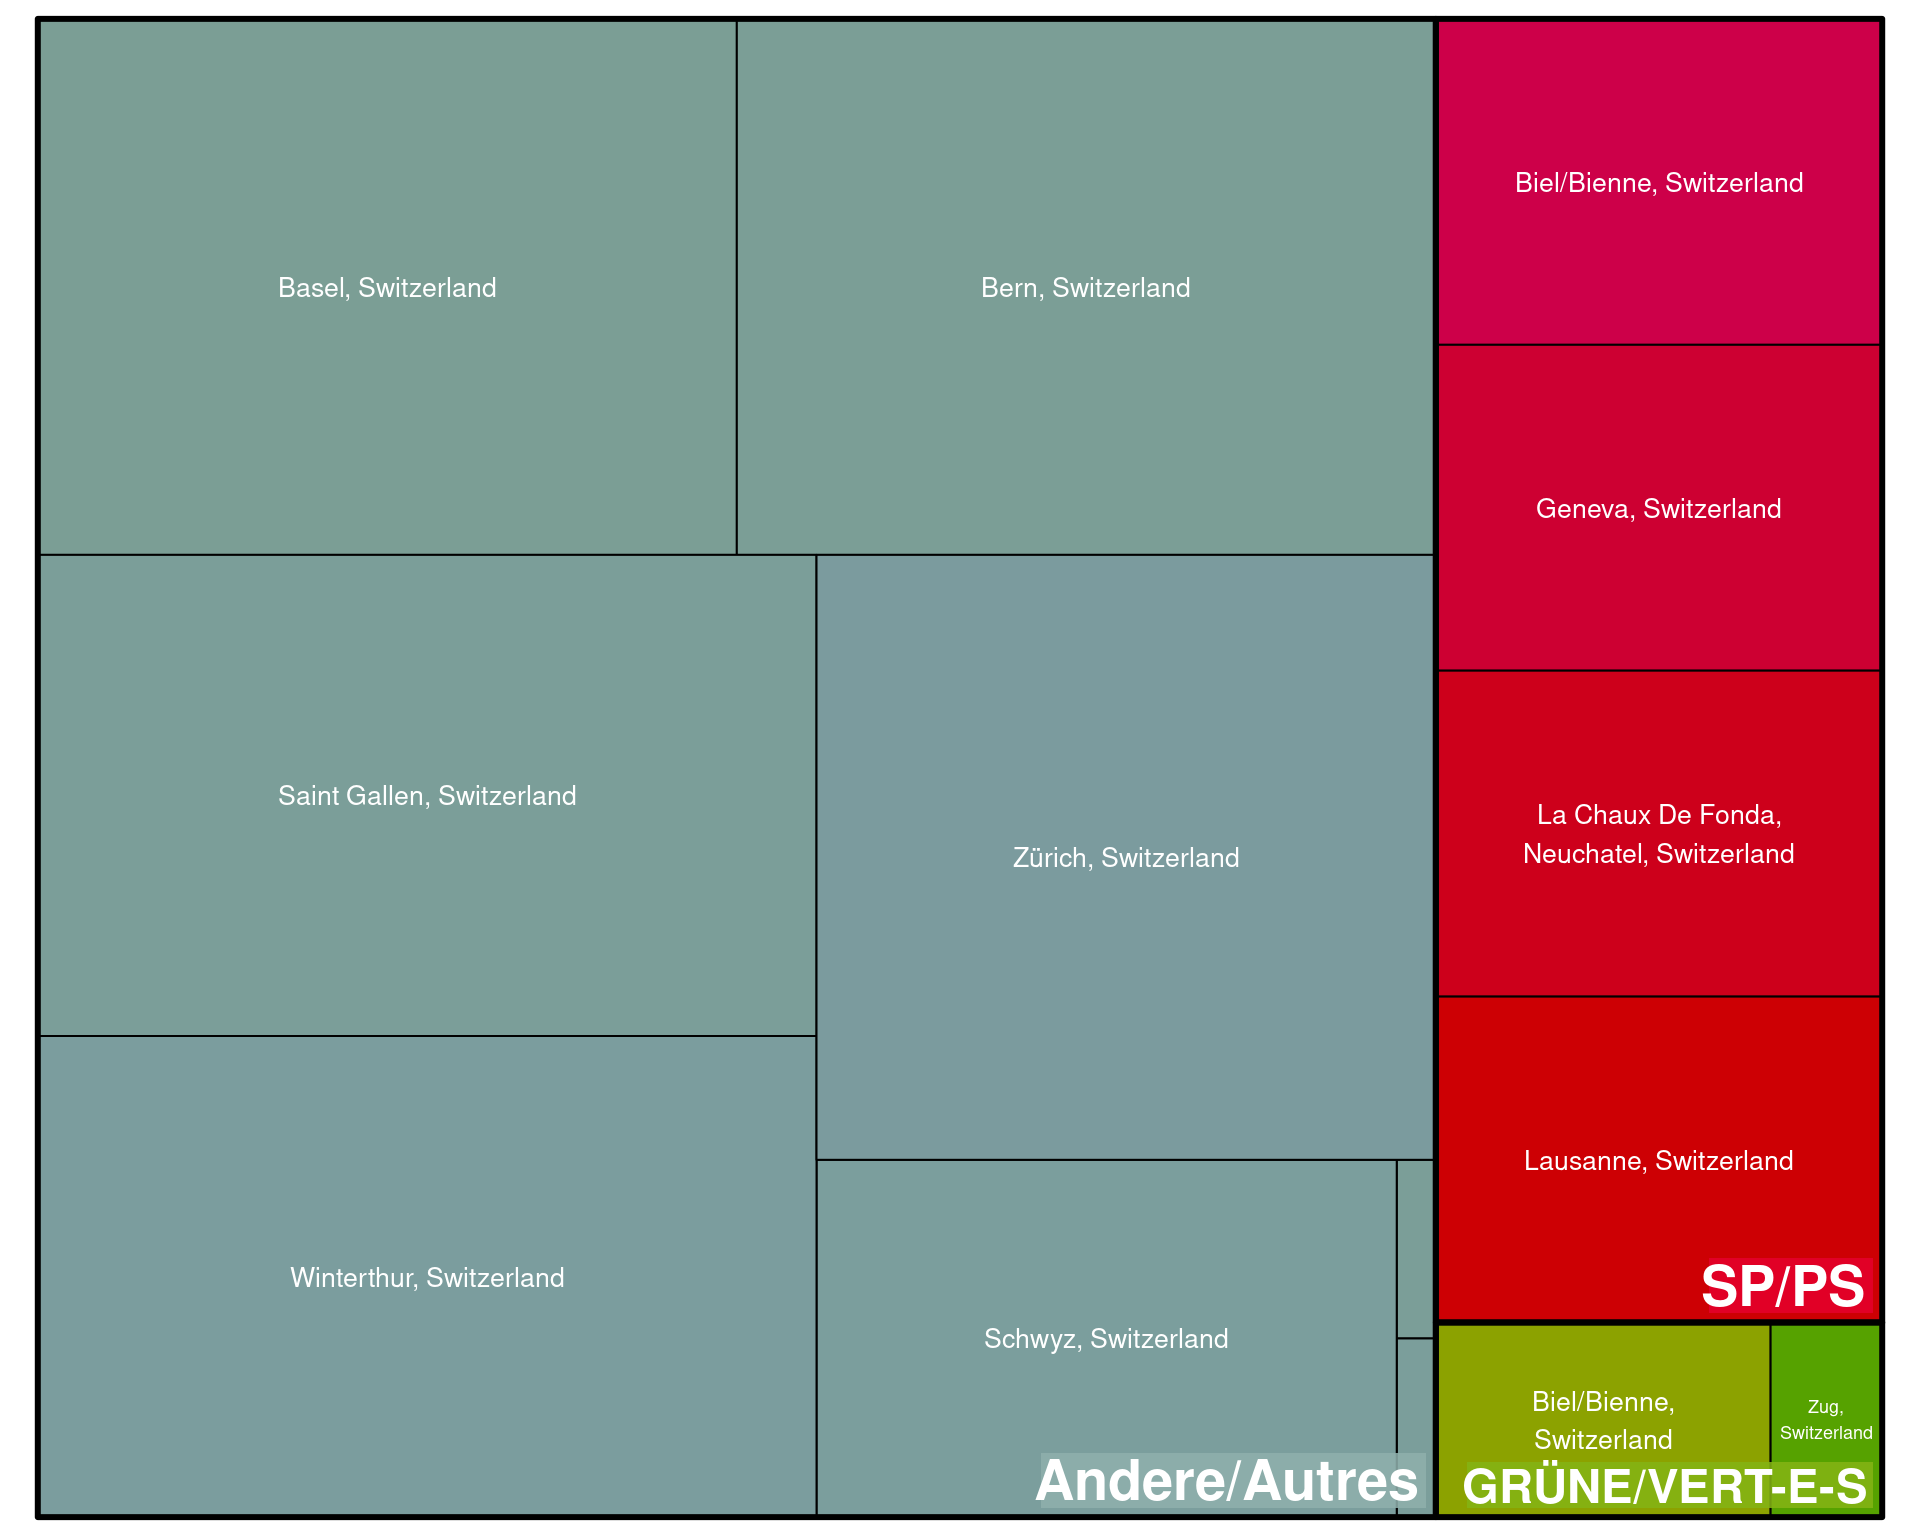 Basel, Switzerland
Bern, Switzerland
Saint Gallen, Switzerland
Zürich, Switzerland
Winterthur, Switzerland
Schwyz, Switzerland
Andere/Autres
Biel/Bienne, Switzerland
Geneva, Switzerland
La Chaux De Fonda,
Neuchatel, Switzerland
Lausanne, Switzerland
SP/PS
Biel/Bienne,
Switzerland
Zug,
Switzerland
GRÜNE/VERT-E-S